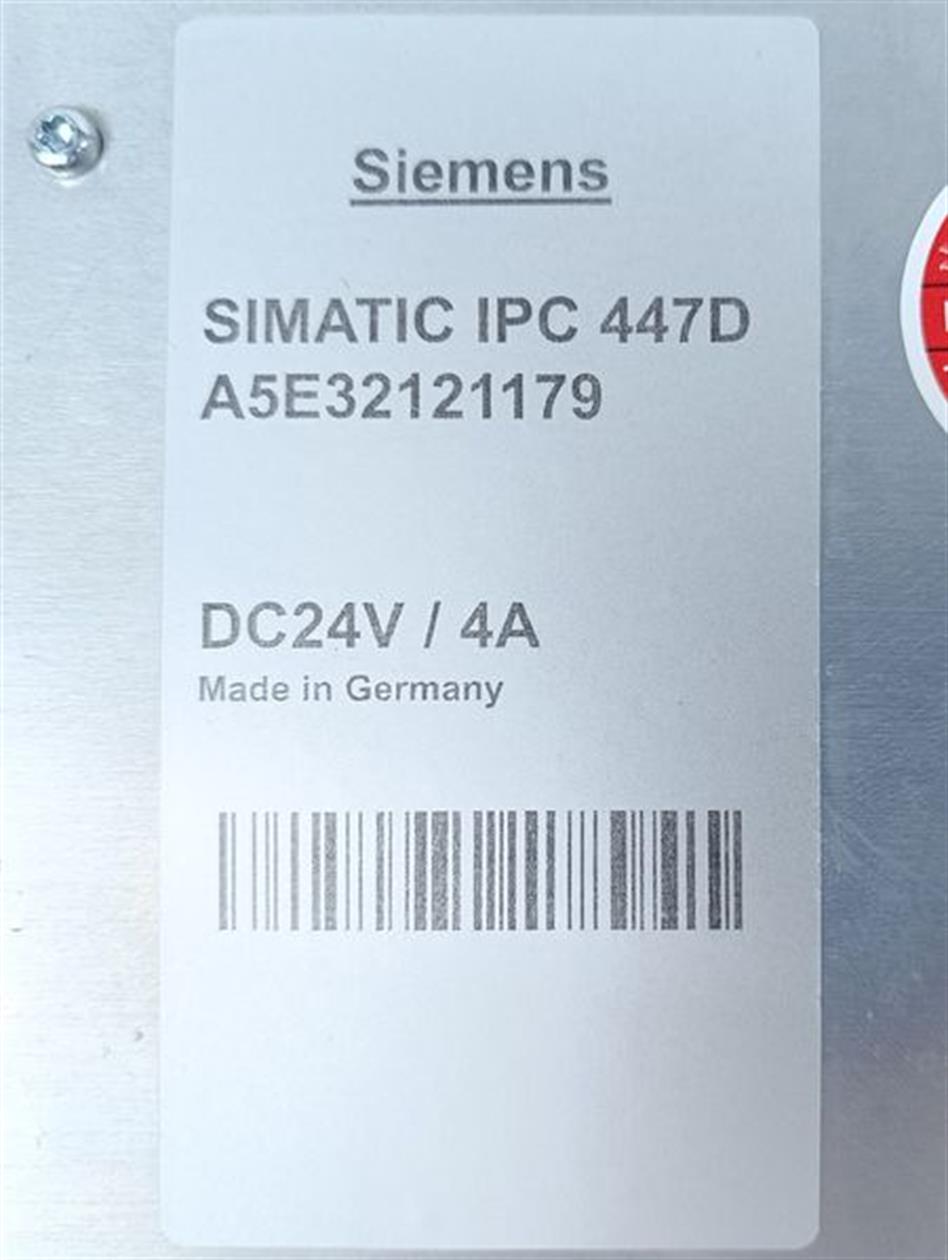 Siemens
SIMATIC IPC 447D
A5E32121179
DC24V / 4A
Made in Germany